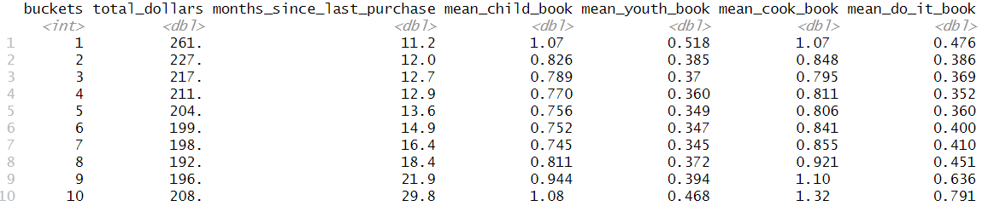 buckets total_dollars months_since_last_purchase mean_child_book mean_youth_book mean_cook_book mean_do_it_book
<int> <dbl> <dbl> <dbl> <dbl> <dbl> <dbl>
1 1 261. 11.2 1.07 0.518 1.07 0.476
2 2 227. 12.0 0.826 0.385 0.848 0.386
3 3 217. 12.7 0.789 0.37 0.795 0.369
4 4 211. 12.9 0.770 0.360 0.811 0.352
5 5 204. 13.6 0.756 0.349 0.806 0.360
6 6 199. 14.9 0.752 0.347 0.841 0.400
7 7 198. 16.4 0.745 0.345 0.855 0.410
8 8 192. 18.4 0.811 0.372 0.921 0.451
9 9 196. 21.9 0.944 0.394 1.10 0.636
10 10 208. 29.8 1.08 0.468 1.32 0.791